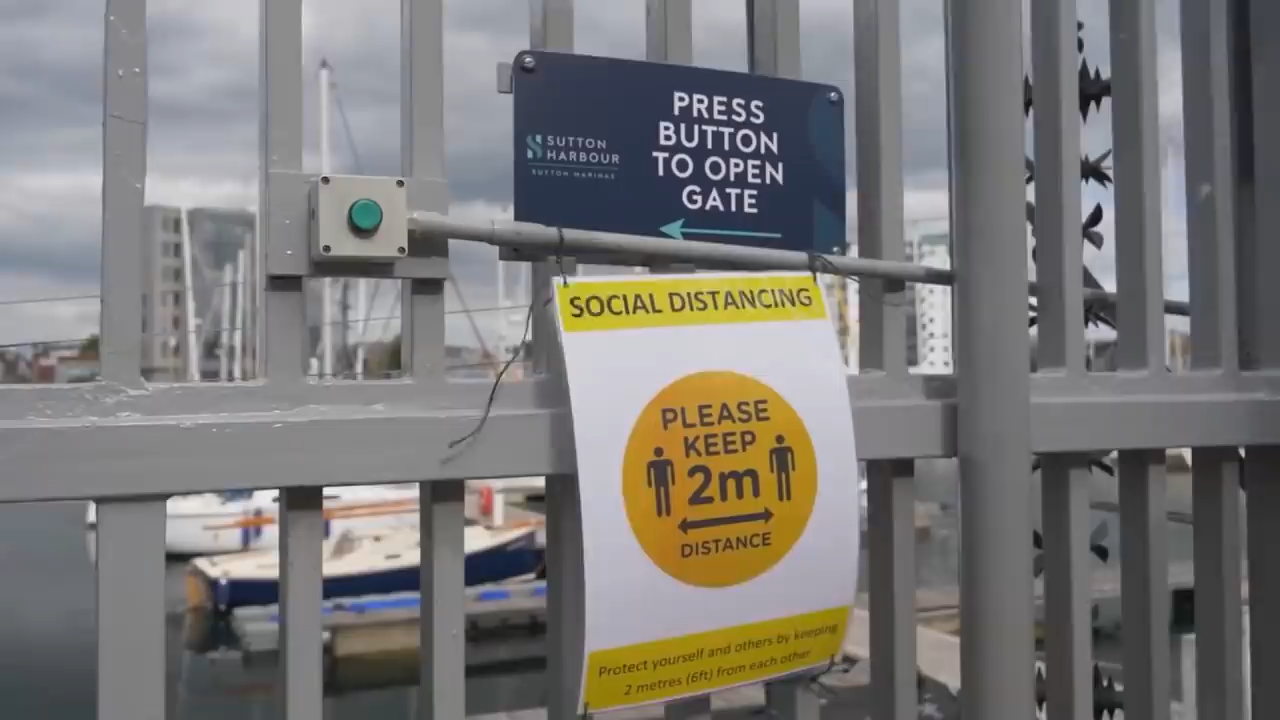 PRESS
BUTTON
TO OPEN
GATE
SUTTON
HARBOUR
SUTTON MARINAS
SOCIAL DISTANCING
PLEASE
KEEP
2m
DISTANCE
Protect yourself and others by keeping
2 metres (6ft) from each other